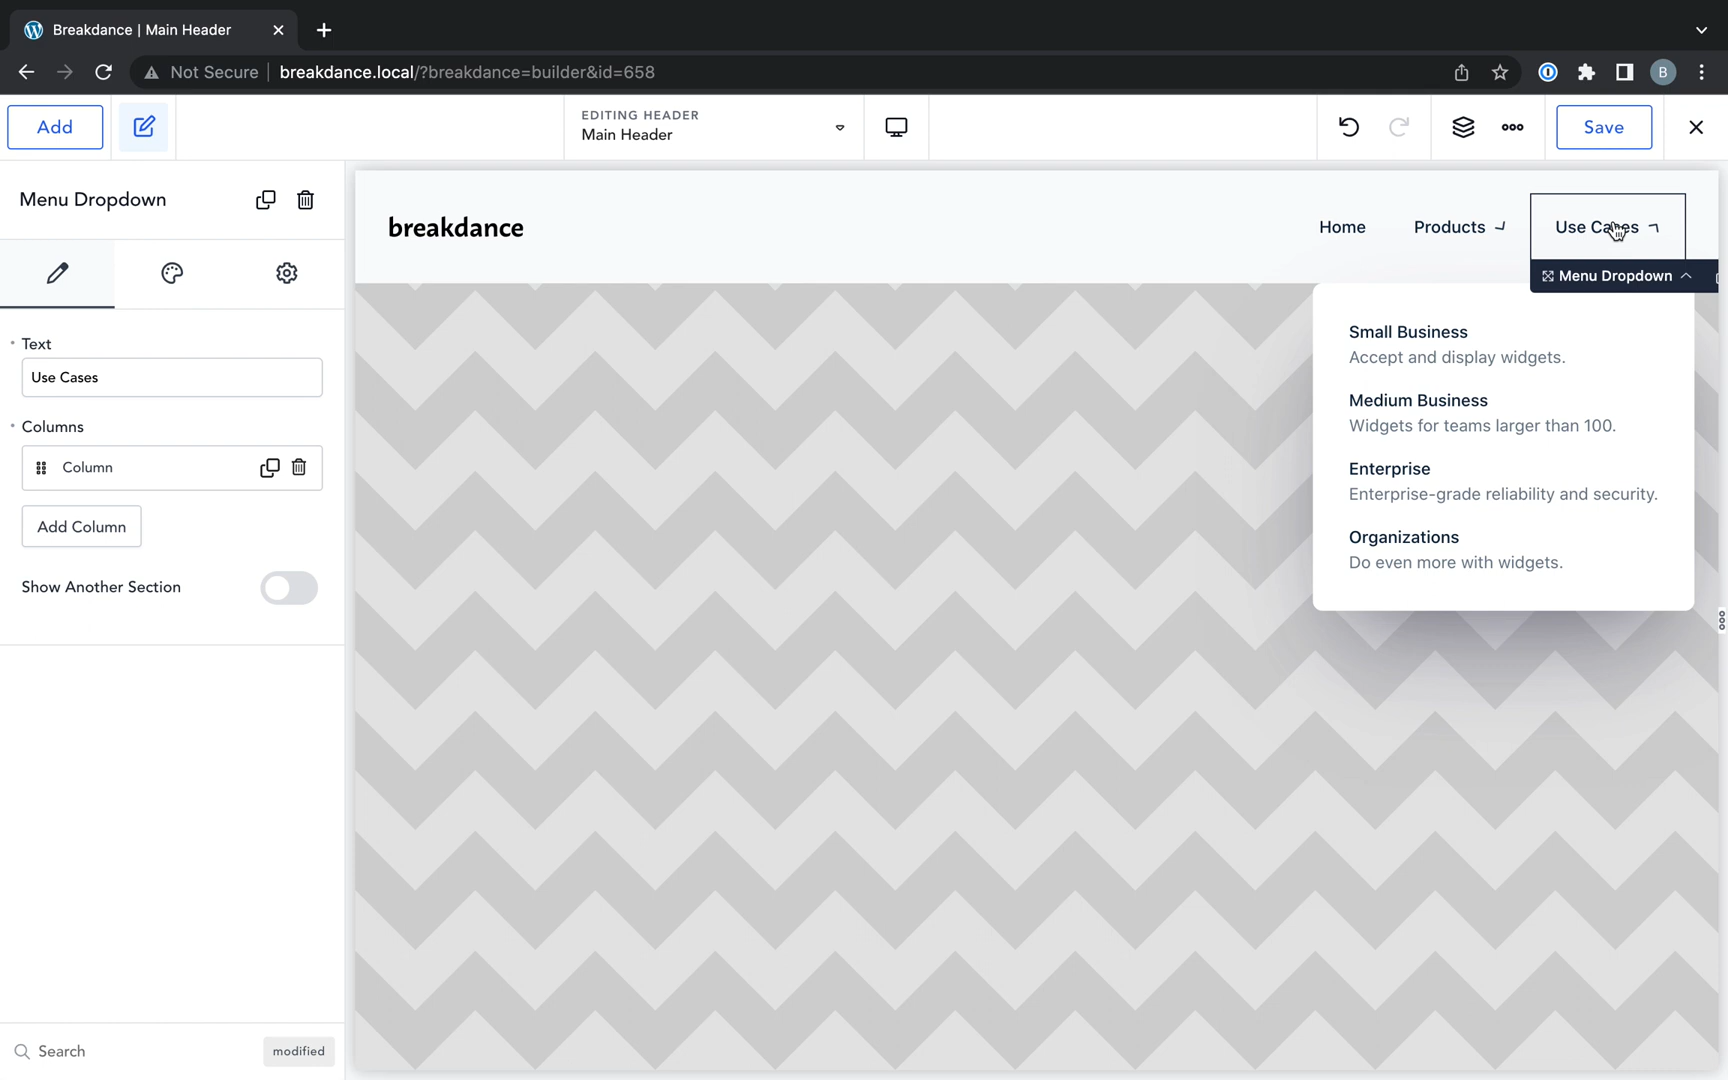 Breakdance | Main Header
Not Secure
breakdance.local/?breakdance=builder&id=658
B
Add
EDITING HEADER
Main Header
Save
Menu Dropdown
Text
Use Cases
Columns
Column
Add Column
Show Another Section
Search
modified
breakdance
Home
Products
Use Cases
Menu Dropdown
Small Business
Accept and display widgets.
Medium Business
Widgets for teams larger than 100.
Enterprise
Enterprise-grade reliability and security.
Organizations
Do even more with widgets.